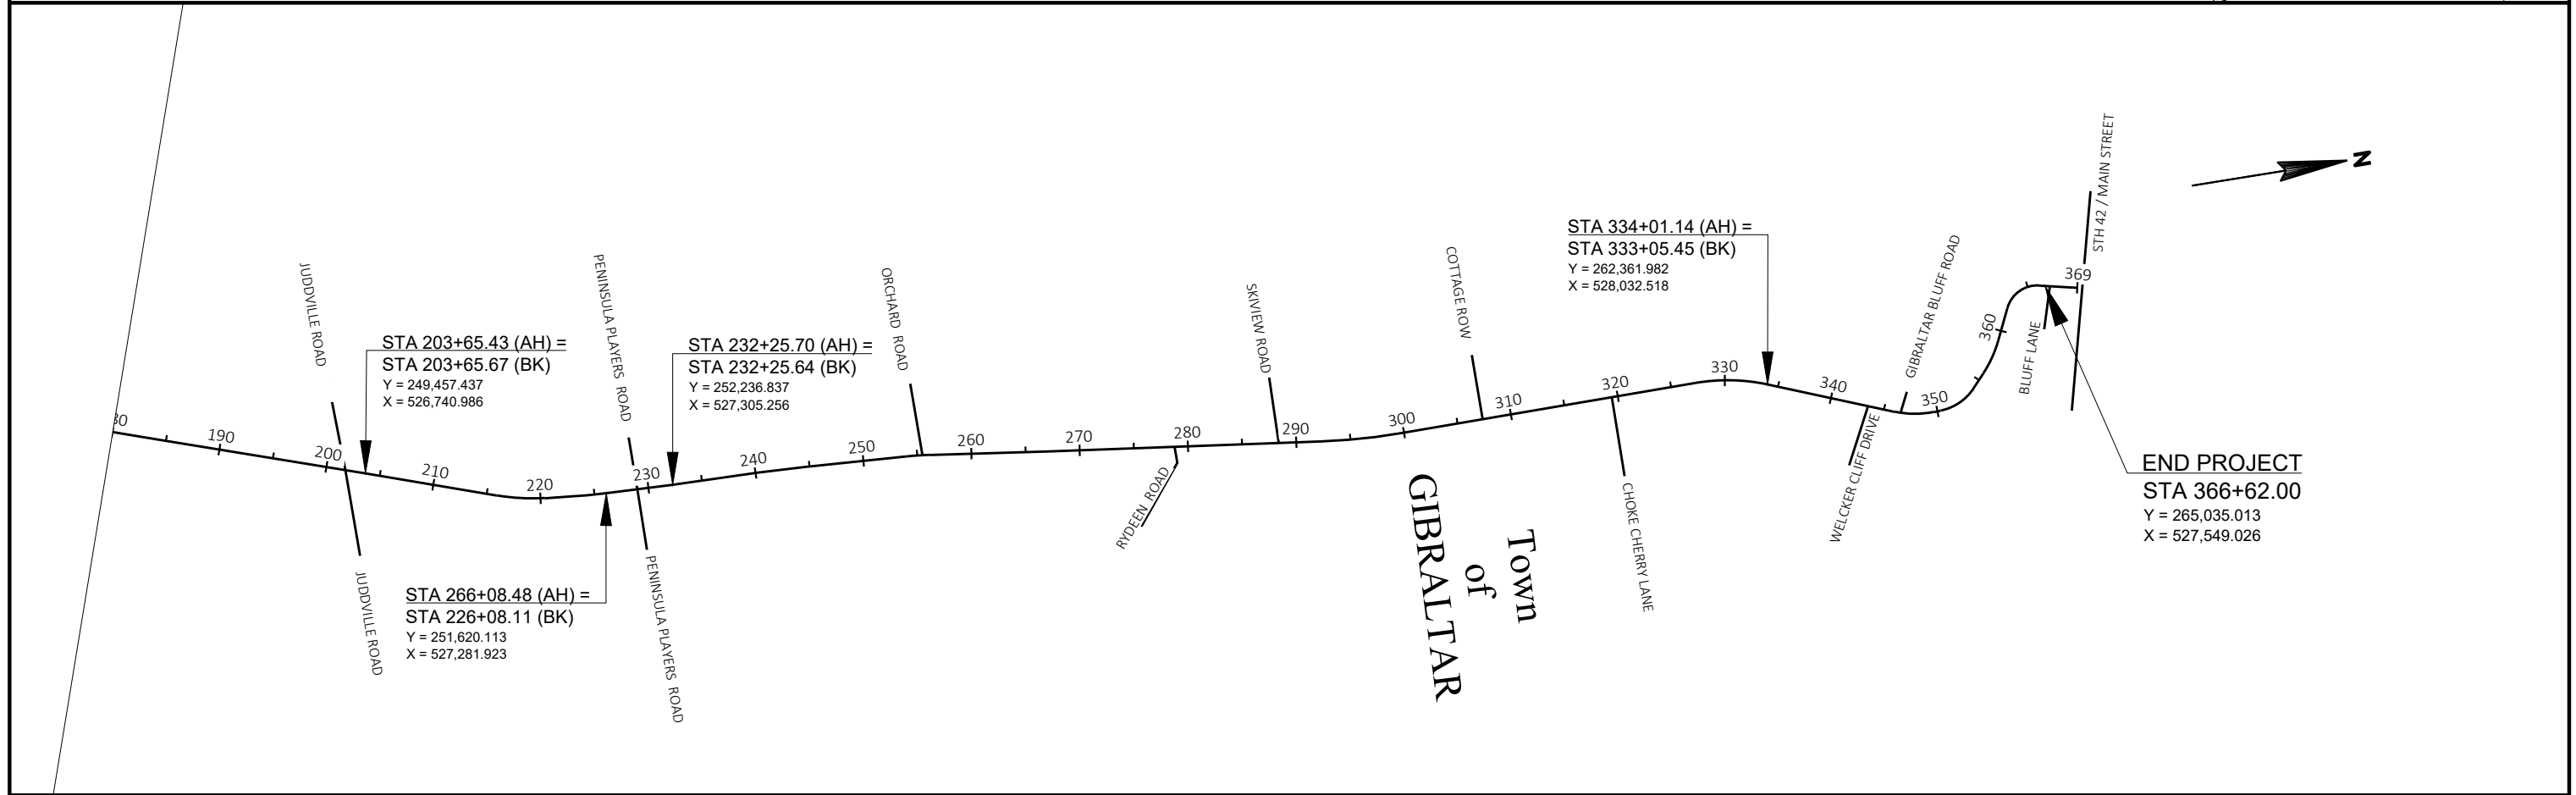 STH 42 / MAIN STREET
N
STA 334+01.14 (AH) =
STA 333+05.45 (BK)
Y = 262,361.982
X = 528,032.518
JUDDVILLE ROAD
PENINSULA PLAYERS ROAD
ORCHARD ROAD
SKIVIEW ROAD
COTTAGE ROW
GIBRALTAR BLUFF ROAD
STA 203+65.43 (AH) =
STA 203+65.67 (BK)
Y = 249,457.437
X = 526,740.986
STA 232+25.70 (AH) =
STA 232+25.64 (BK)
Y = 252,236.837
X = 527,305.256
190
200
210
220
230
240
250
260
270
280
290
300
310
320
330
340
350
360
369
BLUFF LANE
WELCKER CLIFF DRIVE
RYDEEN ROAD
CHOKE CHERRY LANE
END PROJECT
STA 366+62.00
Y = 265,035.013
X = 527,549.026
Town
of
GIBRALTAR
JUDDVILLE ROAD
PENINSULA PLAYERS ROAD
STA 266+08.48 (AH) =
STA 226+08.11 (BK)
Y = 251,620.113
X = 527,281.923